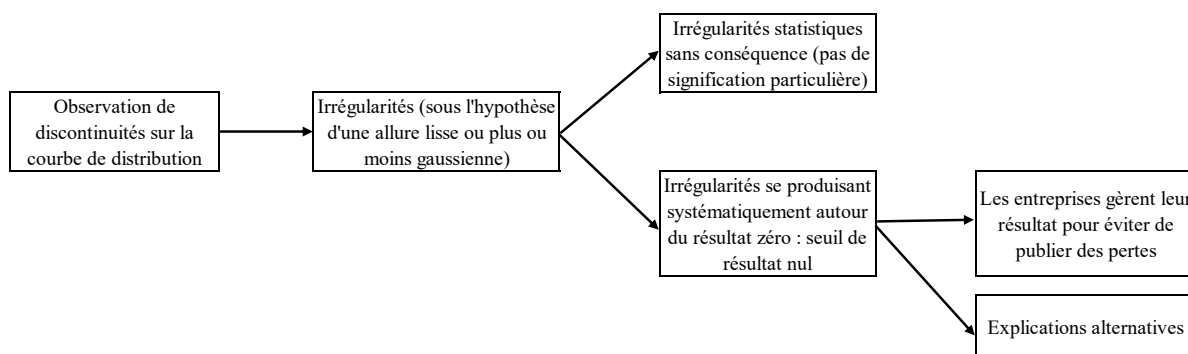 Observation de
discontinuités sur la
courbe de distribution
Irrégularités (sous l'hypothèse
d'une allure lisse ou plus ou
moins gaussienne)
Irrégularités statistiques
sans conséquence (pas de
signification particulière)
Irrégularités se produisant
systématiquement autour
du résultat zéro : seuil de
résultat nul
Les entreprises gèrent leur
résultat pour éviter de
publier des pertes
Explications alternatives